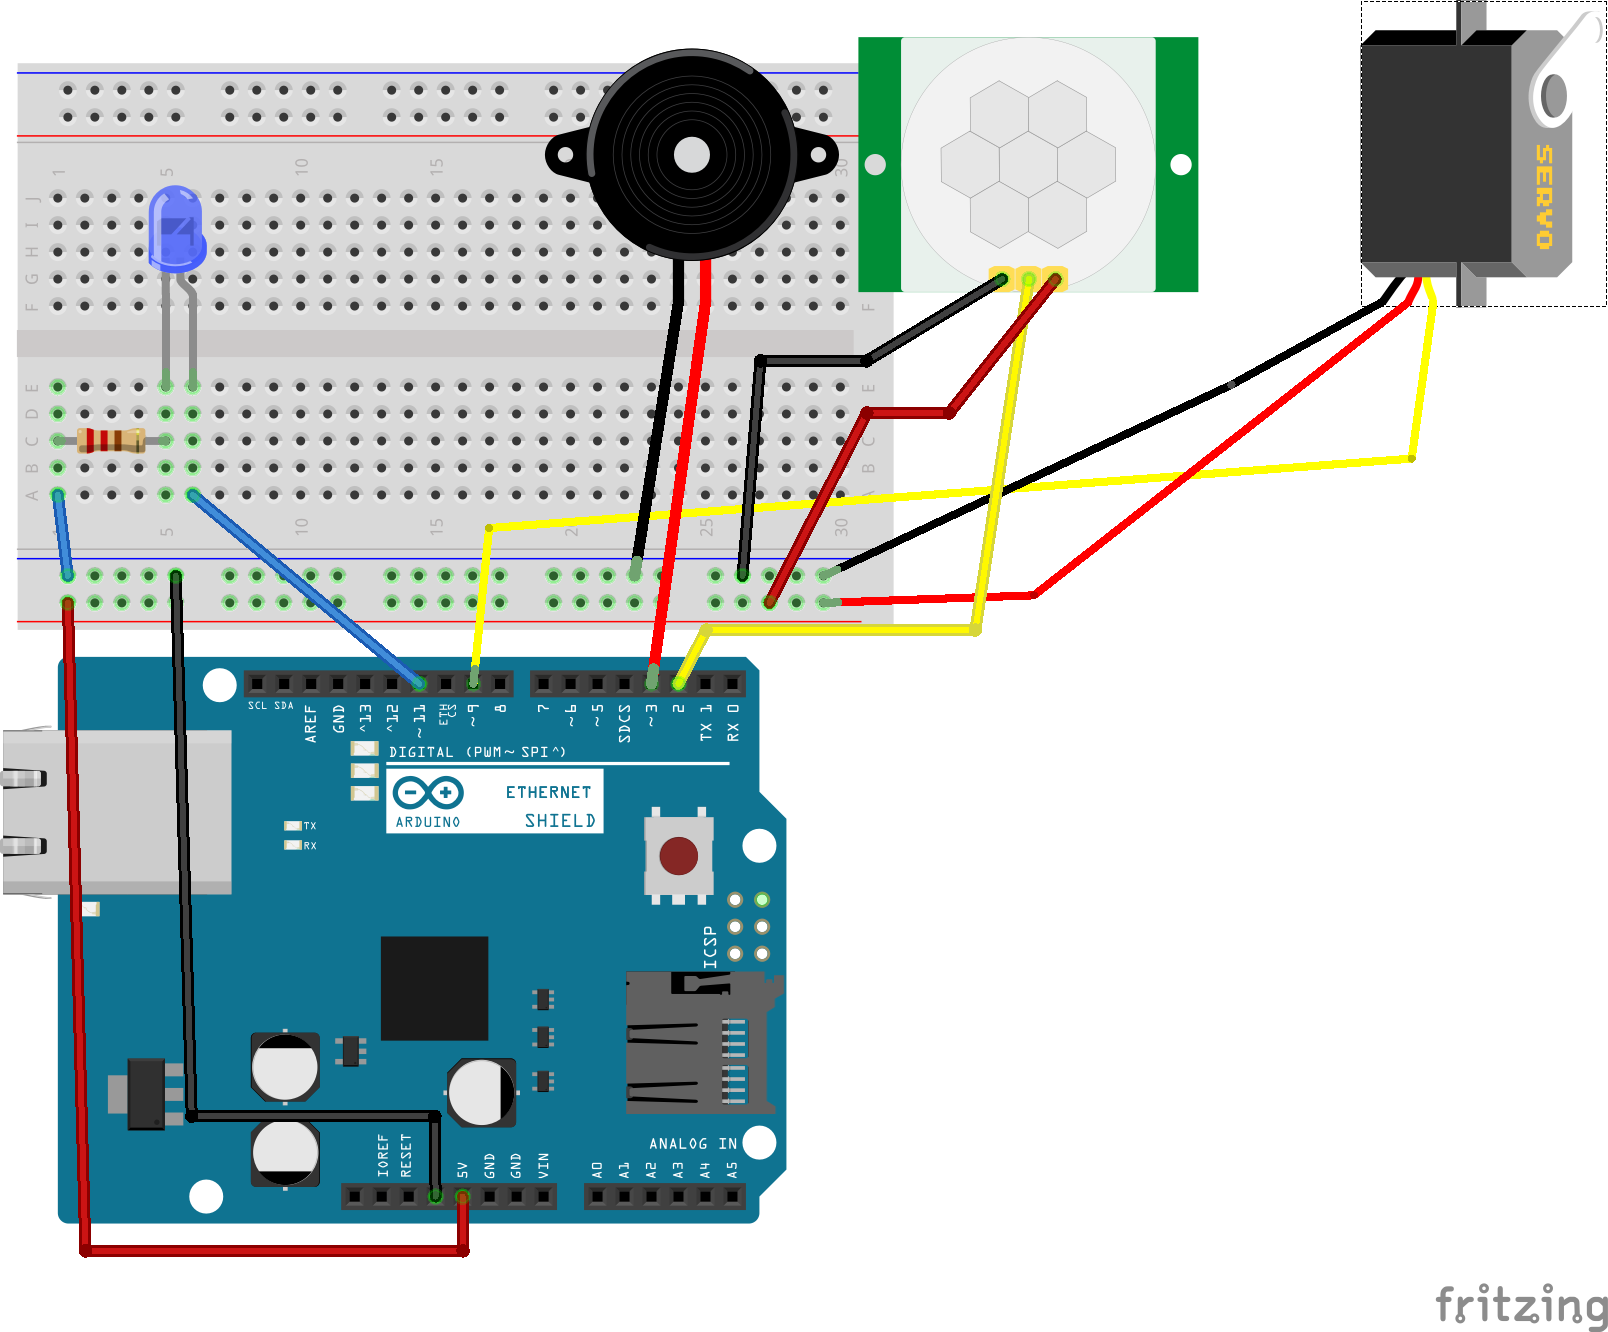 1
5
10
15
30
J
I
H
G
F
F
SERVO
E
D
C
B
A
E
C
B
A
1
5
10
15
2
25
30
SCL SDA
AREF
GND
^13
^12
~11
ETH CS
~9
8
7
~6
~5
SDCS
~3
2
TX 1
RX 0
DIGITAL (PWM~ SPI^)
ARDUINO
ETHERNET
SHIELD
TX
RX
ICSP
ANALOG IN
IOREF
RESET
5V
GND
GND
VIN
A0
A1
A2
A3
A4
A5
fritzing